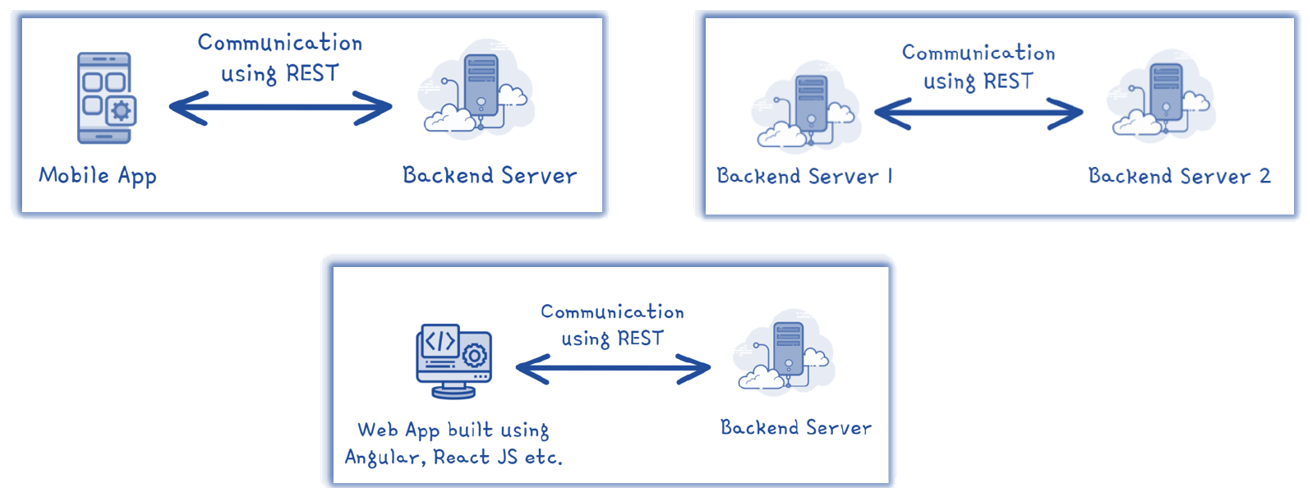 Communication
using REST
Mobile App
Backend Server
Communication
using REST
Backend Server 1
Backend Server 2
Communication
using REST
</>
Web App built using
Angular, React JS etc.
Backend Server